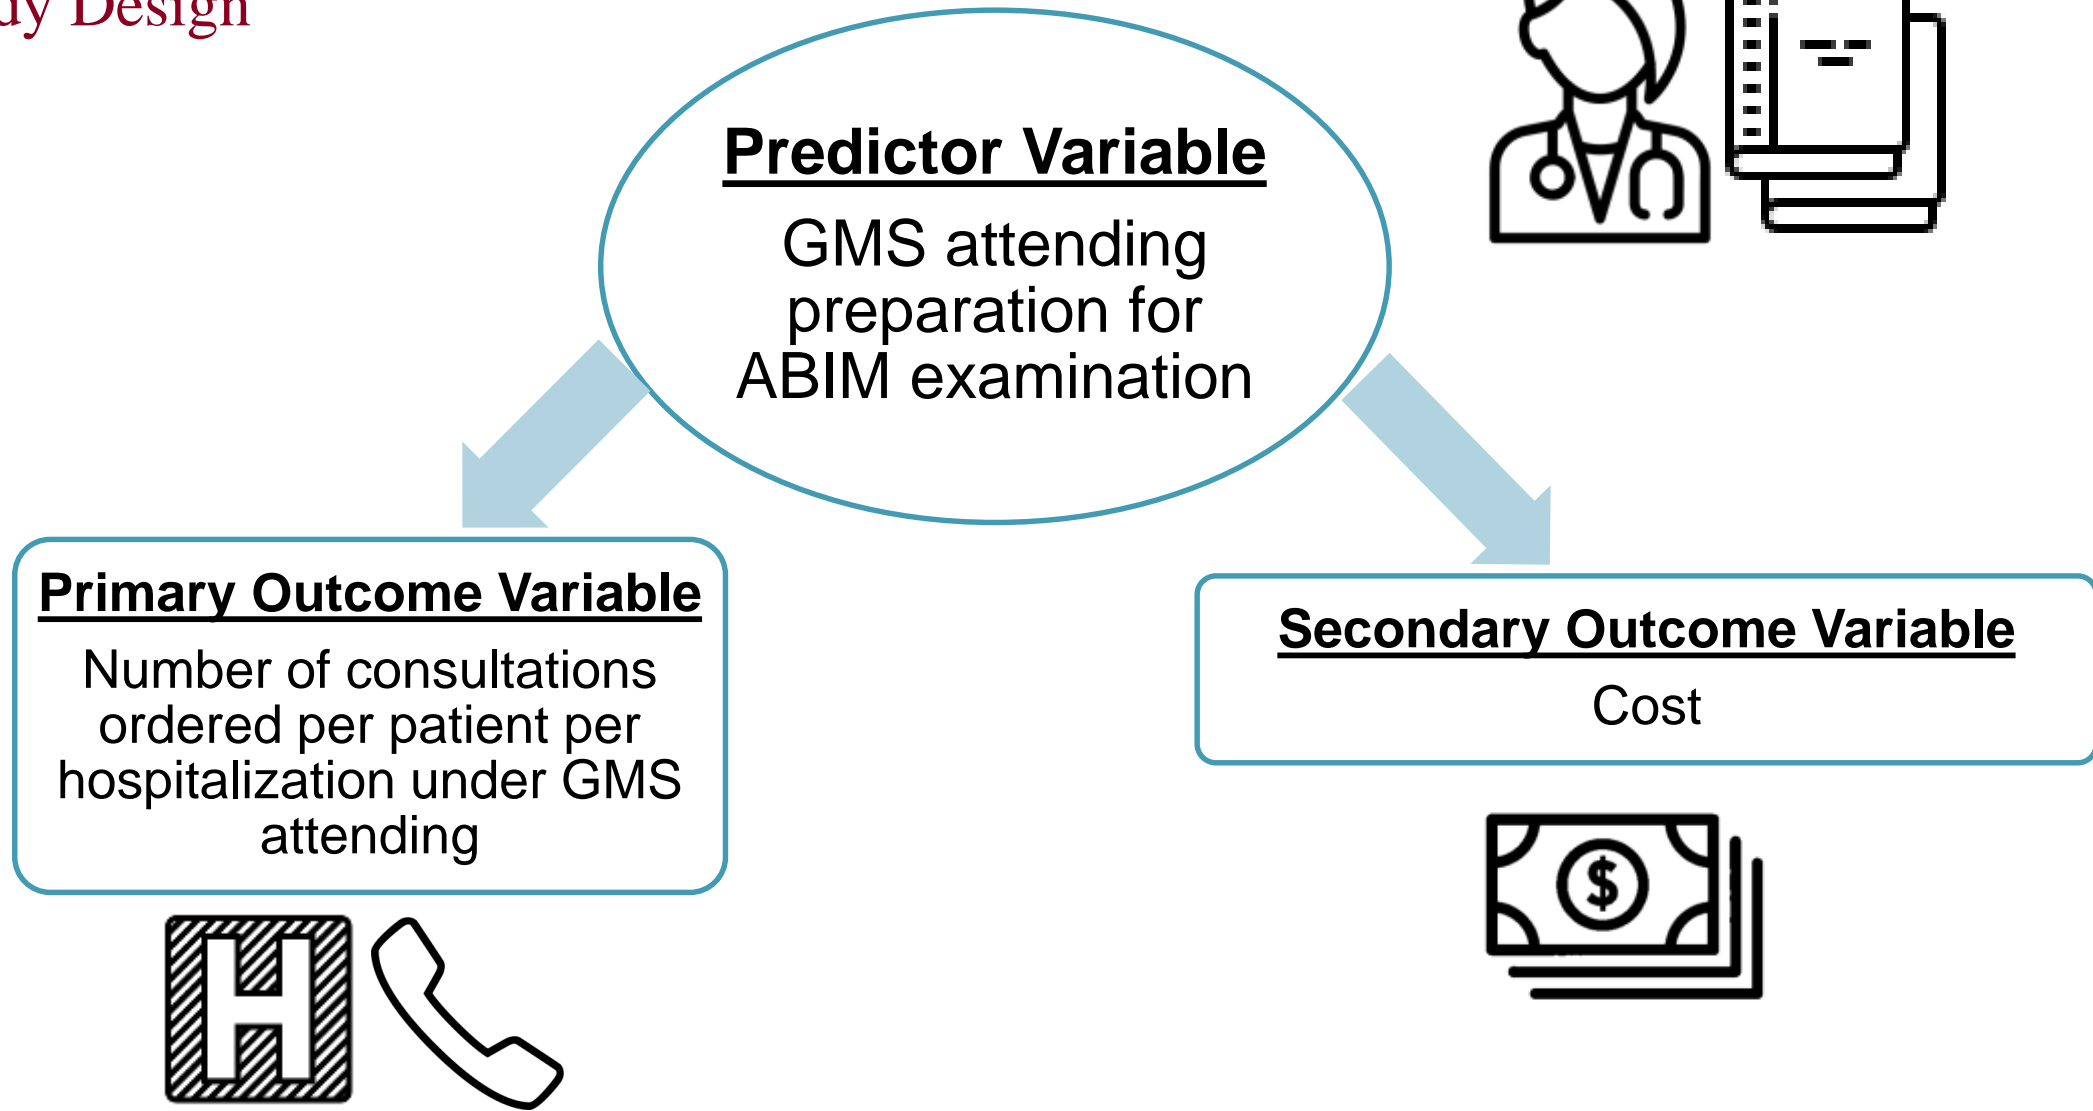 Design
Predictor Variable
GMS attending
preparation for
ABIM examination
Primary Outcome Variable
Number of consultations
ordered per patient per
hospitalization under GMS
attending
Secondary Outcome Variable
Cost
H
$